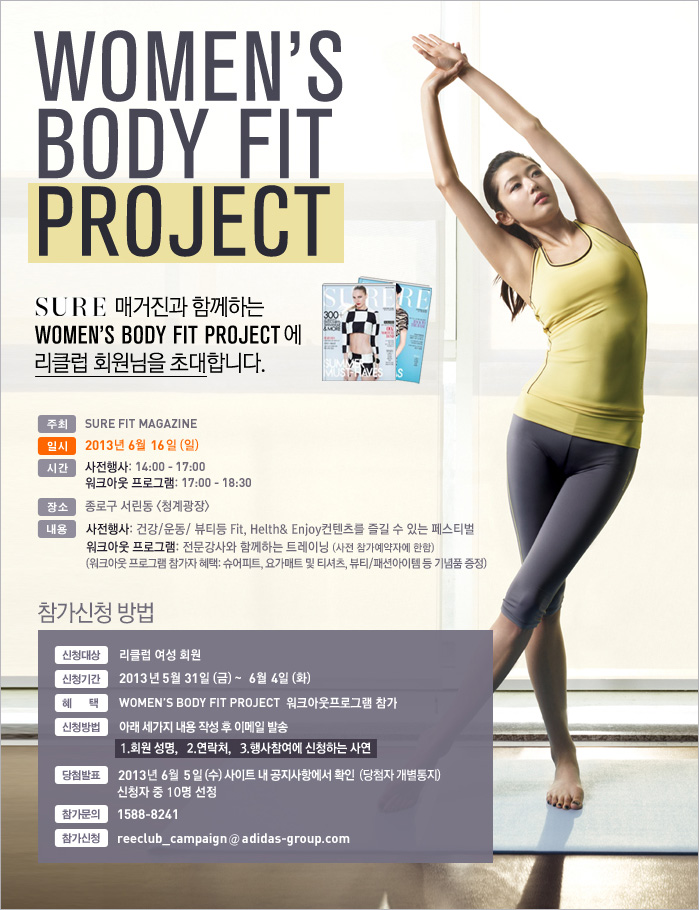 WOMEN'S
BODY FIT
PROJECT
SURE 매거진과 함께하는
WOMEN'S BODY FIT PROJECT에
리클럽 회원님을 초대합니다.
SURE
RE
300+
SUMMER
MUST-HAVES
주최 SURE FIT MAGAZINE
일시 2013년 6월 16일 (일)
시간 사전행사: 14:00 - 17:00
워크아웃 프로그램: 17:00 - 18:30
장소 종로구 서린동 <청계광장>
내용 사전행사: 건강/운동/ 뷰티등 Fit, Helth& Enjoy컨텐츠를 즐길 수 있는 페스티벌
워크아웃 프로그램: 전문강사와 함께하는 트레이닝 (사전 참가예약자에 한함)
(워크아웃 프로그램 참가자 혜택: 슈어피트, 요가매트 및 티셔츠, 뷰티/패션아이템 등 기념품 증정)
참가신청 방법
신청대상 리클럽 여성 회원
신청기간 2013년 5월 31일 (금) ~ 6월 4일 (화)
혜 택 WOMEN'S BODY FIT PROJECT 워크아웃프로그램 참가
신청방법 아래 세가지 내용 작성 후 이메일 발송
1.회원 성명, 2.연락처, 3.행사참여에 신청하는 사연
당첨발표 2013년 6월 5일 (수) 사이트 내 공지사항에서 확인 (당첨자 개별통지)
신청자 중 10명 선정
참가문의 1588-8241
참가신청 reeclub_campaign@adidas-group.com